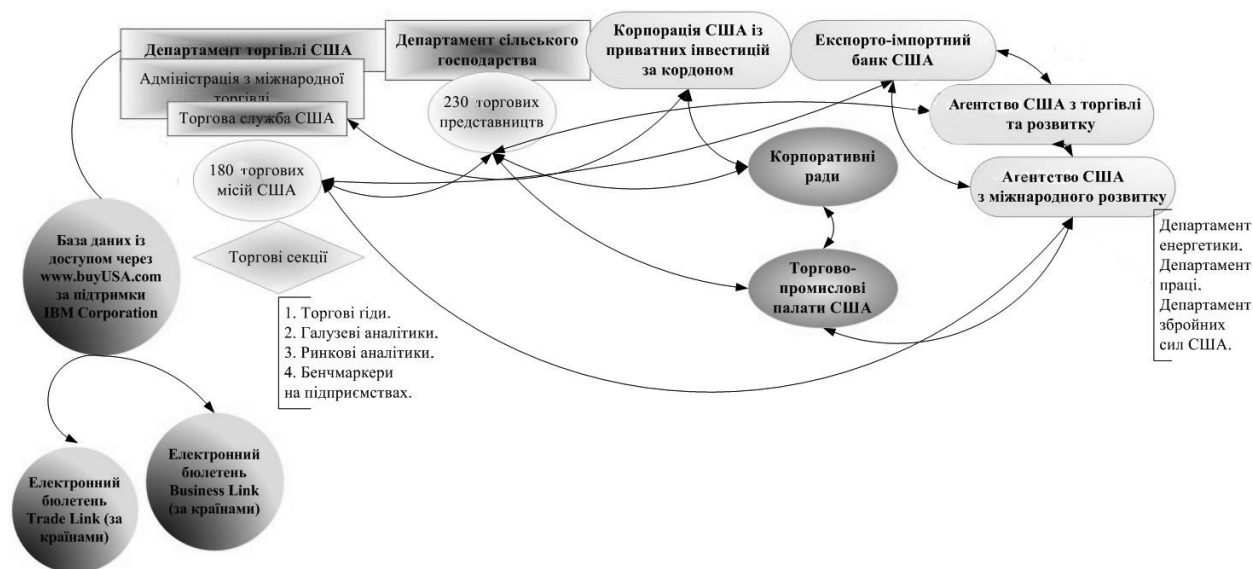 Департамент торгівлі США
Адміністрація з міжнародної
торгівлі
Торгова служба США
Департамент сільського
господарства
230 торгових
представництв
Корпорація США із
приватних інвестицій
за кордоном
Експорто-імпортний
банк США
Агентство США з торгівлі
та розвитку
Агентство США
з міжнародного розвитку
Корпоративні
ради
180 торгових
місій США
Торгові секції
База даних із
доступом через
www.buyUSA.com
за підтримки
IBM Corporation
Торгово-
промислові
палати США
Департамент
енергетики.
Департамент
праці.
Департамент
збройних
сил США.
1. Торгові гіди.
2. Галузеві аналітики.
3. Ринкові аналітики.
4. Бенчмаркери
на підприємствах.
Електронний
бюлетень
Business Link
(за країнами)
Електронний
бюлетень
Trade Link (за
країнами)